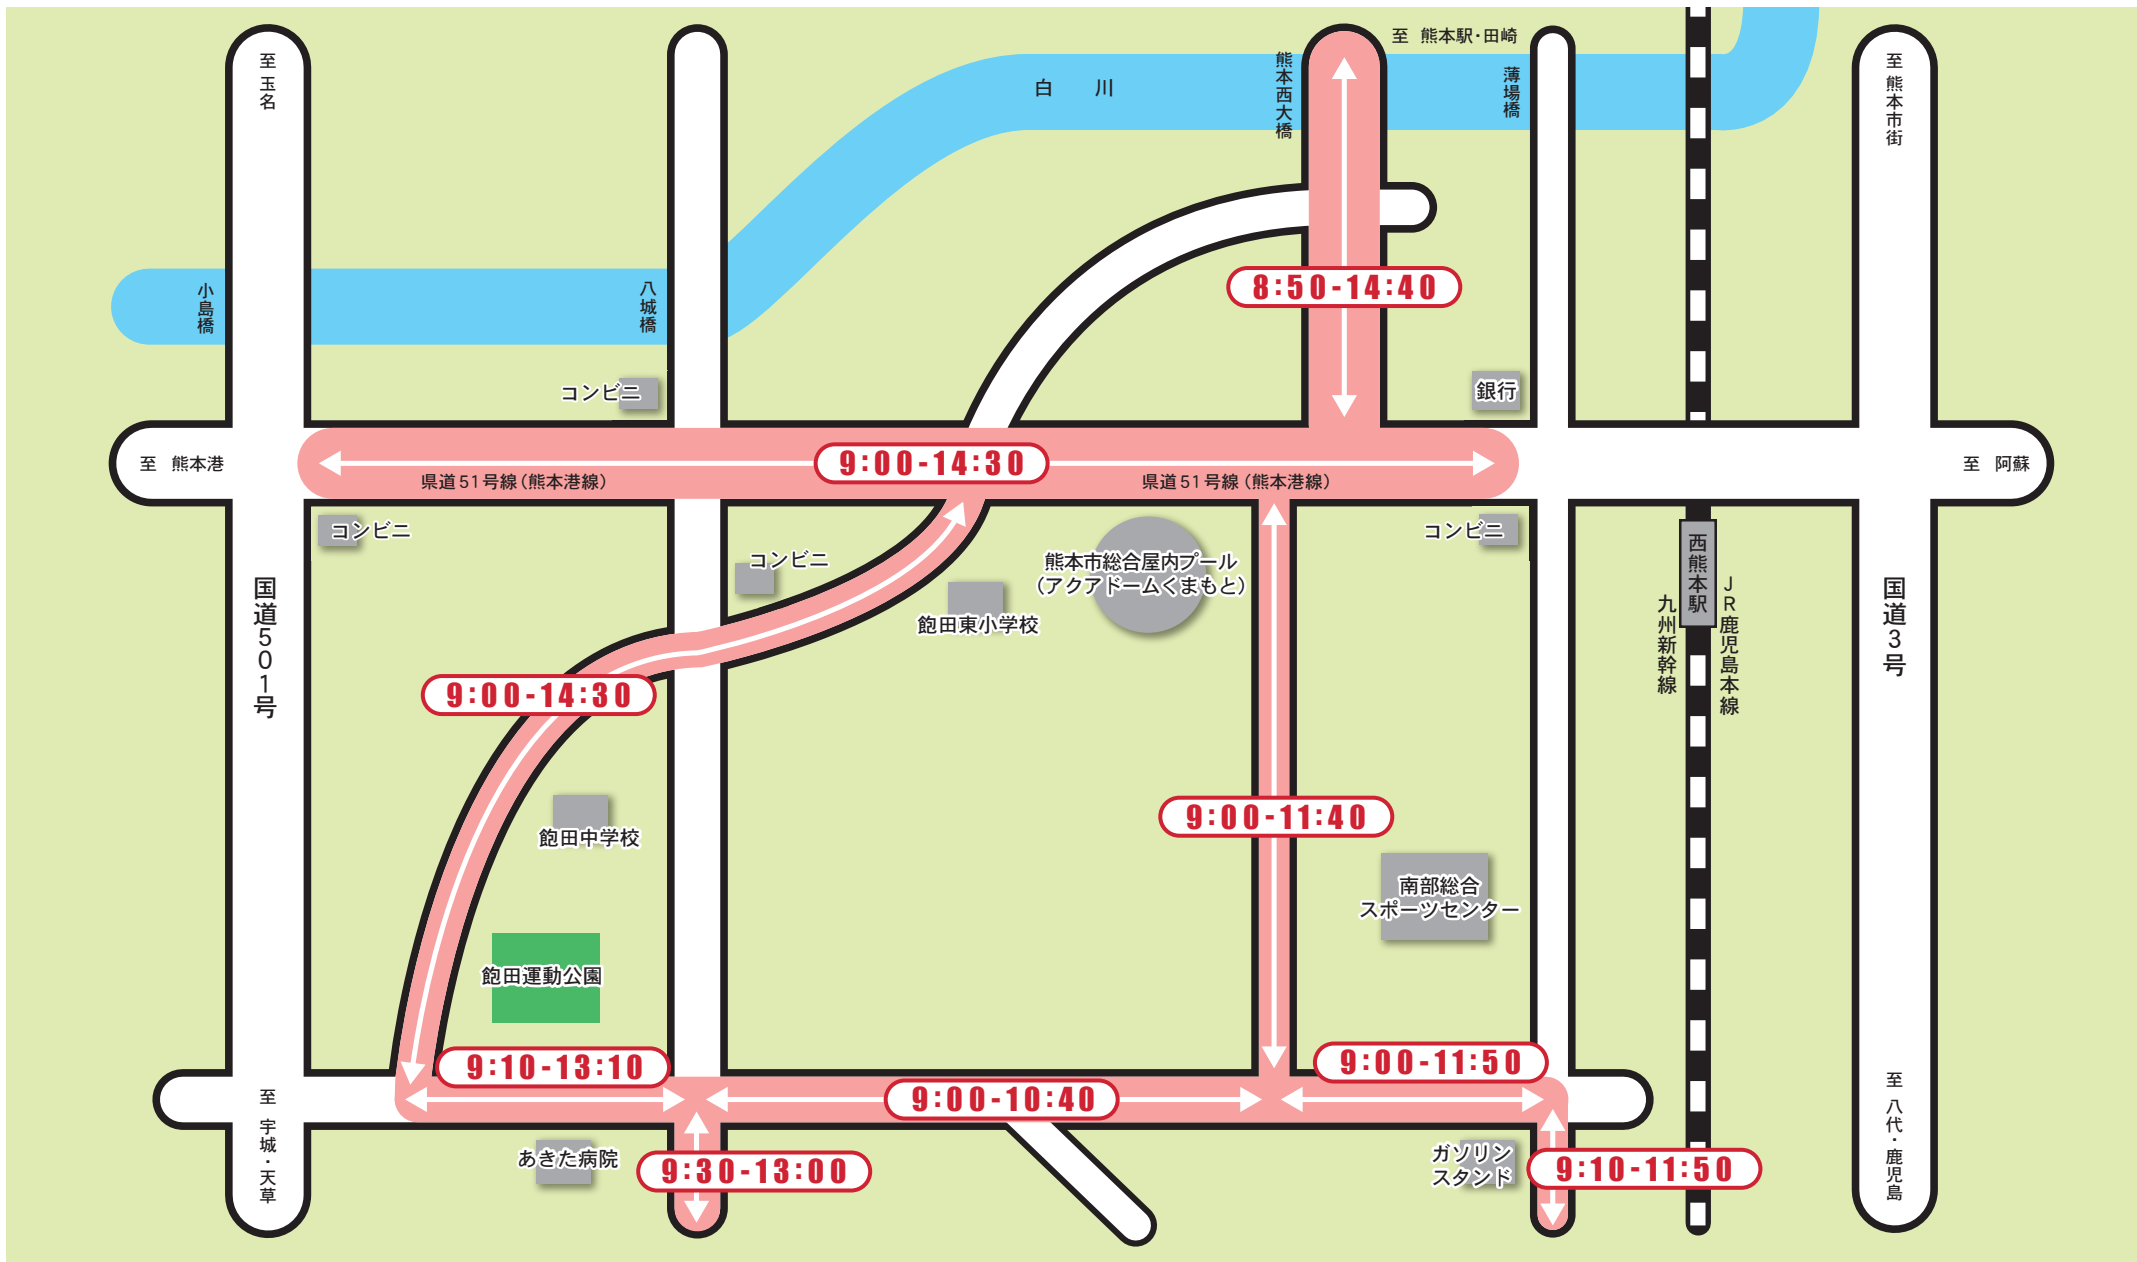 至 玉名
至 熊本駅・田崎
熊本西大橋
白川
薄場橋
至 熊本市街
小島橋
八城橋
8:50-14:40
コンビニ
銀行
至 熊本港
9:00-14:30
県道51号線(熊本港線)
県道51号線(熊本港線)
至 阿蘇
コンビニ
コンビニ
熊本市総合屋内プール
(アクアドームくまもと)
コンビニ
西熊本駅
国道501号
飽田東小学校
九州新幹線
JR鹿児島本線
国道3号
9:00-14:30
飽田中学校
9:00-11:40
南部総合
スポーツセンター
飽田運動公園
9:10-13:10
9:00-11:50
9:00-10:40
至 宇城・天草
あきた病院
9:30-13:00
ガソリン
スタンド
9:10-11:50
至 八代・鹿児島